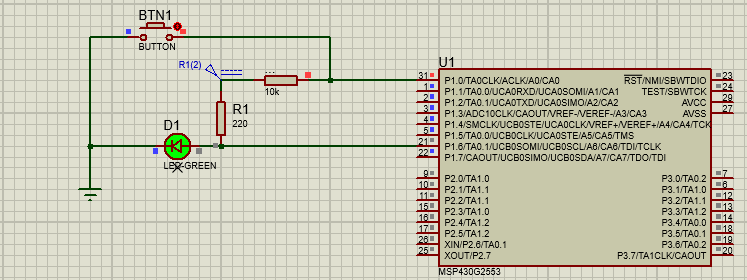 BTN1
BUTTON
R1(2)
...
10k
R1
220
D1
LED-GREEN
U1
31 P1.0/TA0CLK/ACLK/A0/CA0
1 P1.1/TA0.0/UCA0RXD/UCA0SOMI/A1/CA1
2 P1.2/TA0.1/UCA0TXD/UCA0SIMO/A2/CA2
3 P1.3/ADC10CLK/CAOUT/VREF-/VEREF-/A3/CA3
4 P1.4/SMCLK/UCB0STE/UCA0CLK/VREF+/VEREF+/A4/CA4/TCK
5 P1.5/TA0.0/UCB0CLK/UCA0STE/A5/CA5/TMS
21 P1.6/TA0.1/UCB0SOMI/UCB0SCL/A6/CA6/TDI/TCLK
22 P1.7/CAOUT/UCB0SIMO/UCB0SDA/A7/CA7/TDO/TDI
RST/NMI/SBWTDIO 23
TEST/SBWTCK 24
AVCC 29
AVSS 27
9 P2.0/TA1.0
10 P2.1/TA1.1
11 P2.2/TA1.1
15 P2.3/TA1.0
16 P2.4/TA1.2
17 P2.5/TA1.2
26 XIN/P2.6/TA0.1
25 XOUT/P2.7
P3.0/TA0.2 7
P3.1/TA1.0 6
P3.2/TA1.1 12
P3.3/TA1.2 13
P3.4/TA0.0 14
P3.5/TA0.1 18
P3.6/TA0.2 19
P3.7/TA1CLK/CAOUT 20
MSP430G2553